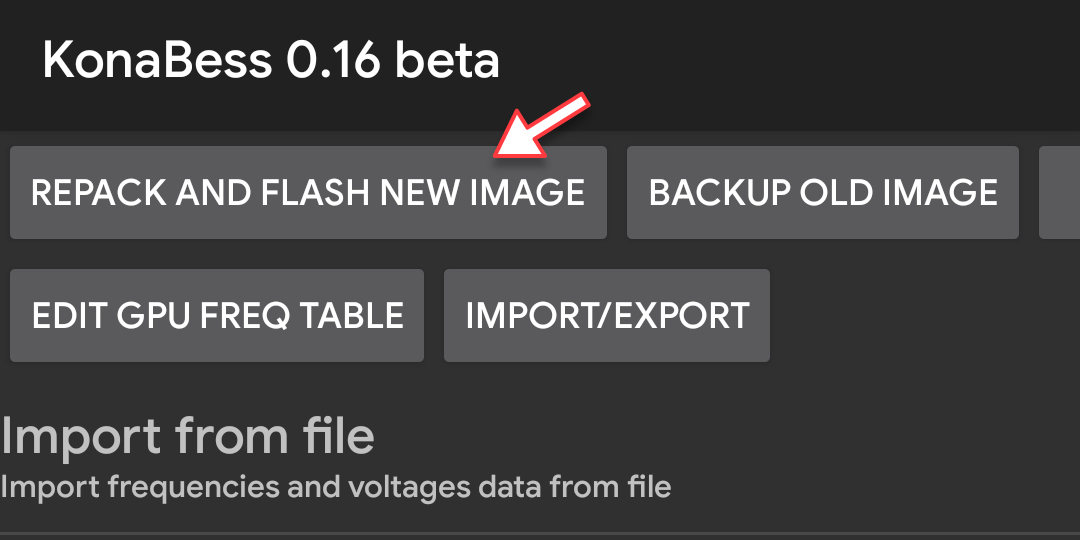 KonaBess 0.16 beta
REPACK AND FLASH NEW IMAGE
BACKUP OLD IMAGE
EDIT GPU FREQ TABLE
IMPORT/EXPORT
Import from file
Import frequencies and voltages data from file